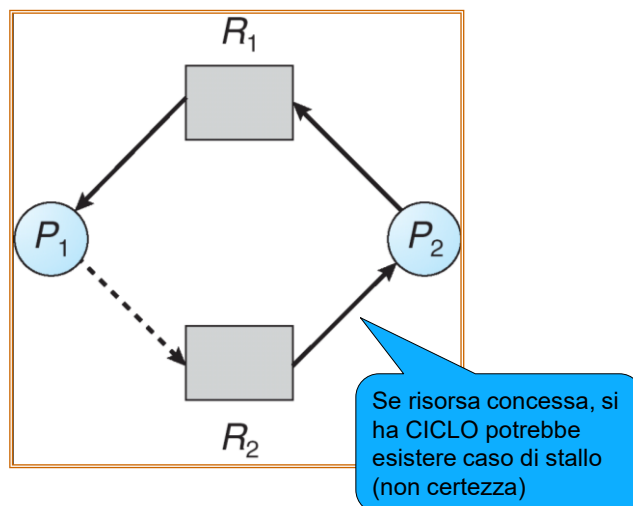 R1
P1
P2
R2
Se risorsa concessa, si
ha CICLO potrebbe
esistere caso di stallo
(non certezza)